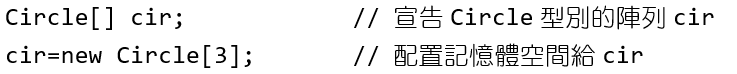 Circle[] cir;            // 宣告 Circle 型別的陣列 cir
cir=new Circle[3];       // 配置記憶體空間給 cir